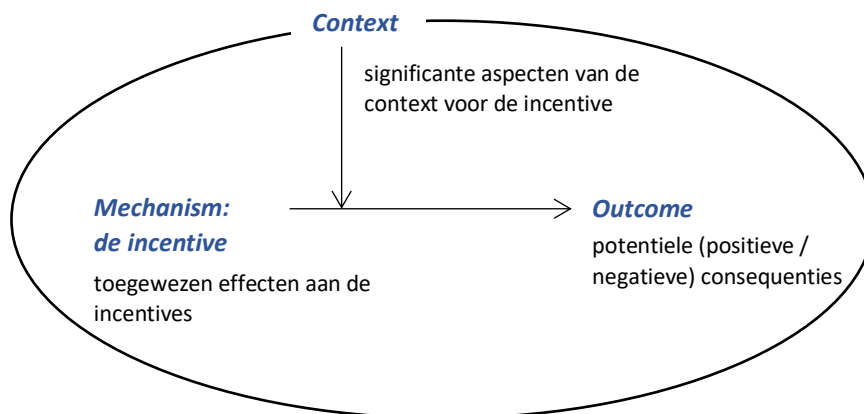 Context
significante aspecten van de
context voor de incentive
Mechanism:
de incentive
toegewezen effecten aan de
incentives
Outcome
potentiele (positieve /
negatieve) consequenties